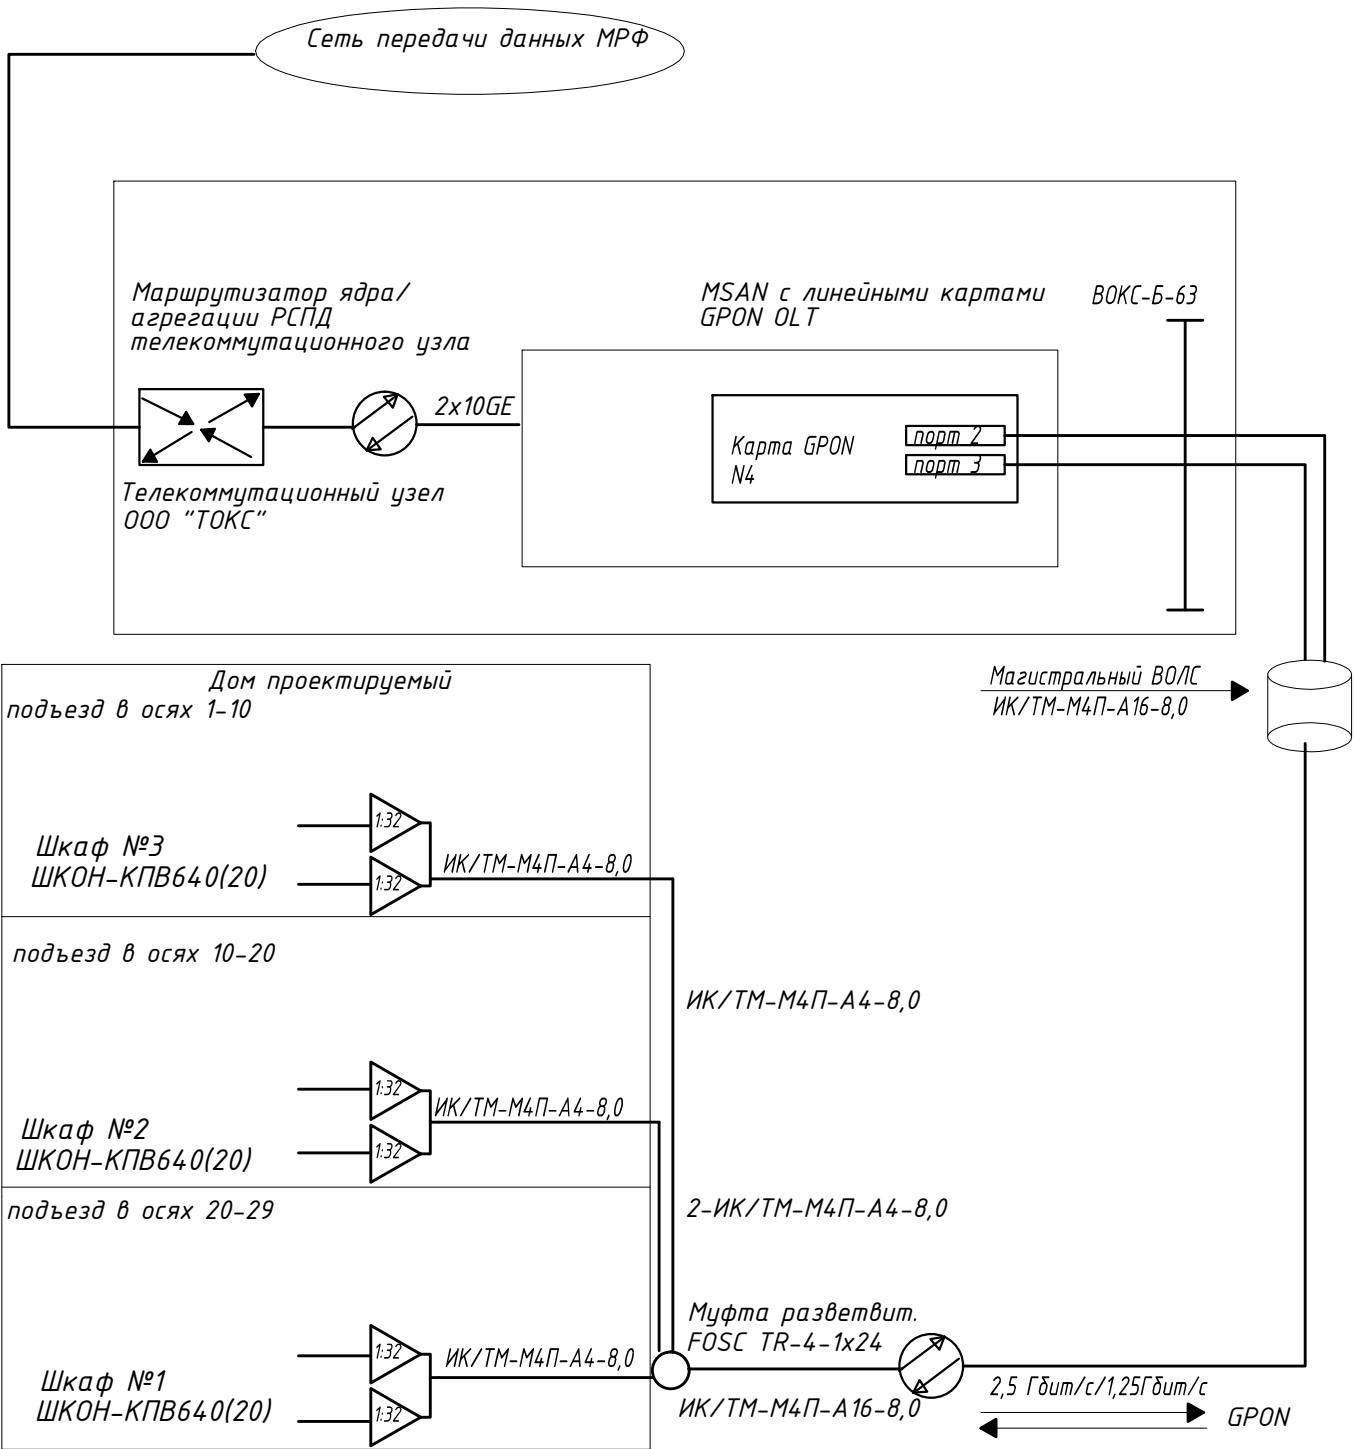 Сеть передачи данных МРФ
Маршрутизатор ядра/
агрегации РСПД
телекоммутационного узла
MSAN с линейными картами
GPON OLT
ВОКС-Б-63
2х10GE
Карта GPON
N4
порт 2
порт 3
Телекоммутационный узел
ООО "ТОКС"
Магистральный ВОЛС
ИК/ТМ-М4П-А16-8,0
Дом проектируемый
подъезд в осях 1-10
1:32
1:32
Шкаф №3
ШКОН-КПВ640(20)
ИК/ТМ-М4П-А4-8,0
подъезд в осях 10-20
ИК/ТМ-М4П-А4-8,0
1:32
1:32
Шкаф №2
ШКОН-КПВ640(20)
ИК/ТМ-М4П-А4-8,0
подъезд в осях 20-29
2-ИК/ТМ-М4П-А4-8,0
Муфта разветвит.
FOSC TR-4-1x24
1:32
1:32
Шкаф №1
ШКОН-КПВ640(20)
ИК/ТМ-М4П-А4-8,0
ИК/ТМ-М4П-А16-8,0
2,5 Гбит/с/1,25Гбит/с
GPON